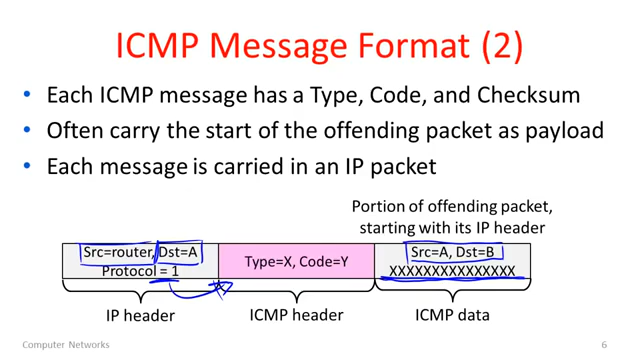 ICMP Message Format (2)
• Each ICMP message has a Type, Code, and Checksum
• Often carry the start of the offending packet as payload
• Each message is carried in an IP packet
Portion of offending packet,
starting with its IP header
Src=router, Dst=A
Protocol = 1
Type=X, Code=Y
Src=A, Dst=B
XXXXXXXXXXXXXXX
IP header
ICMP header
ICMP data
Computer Networks
6